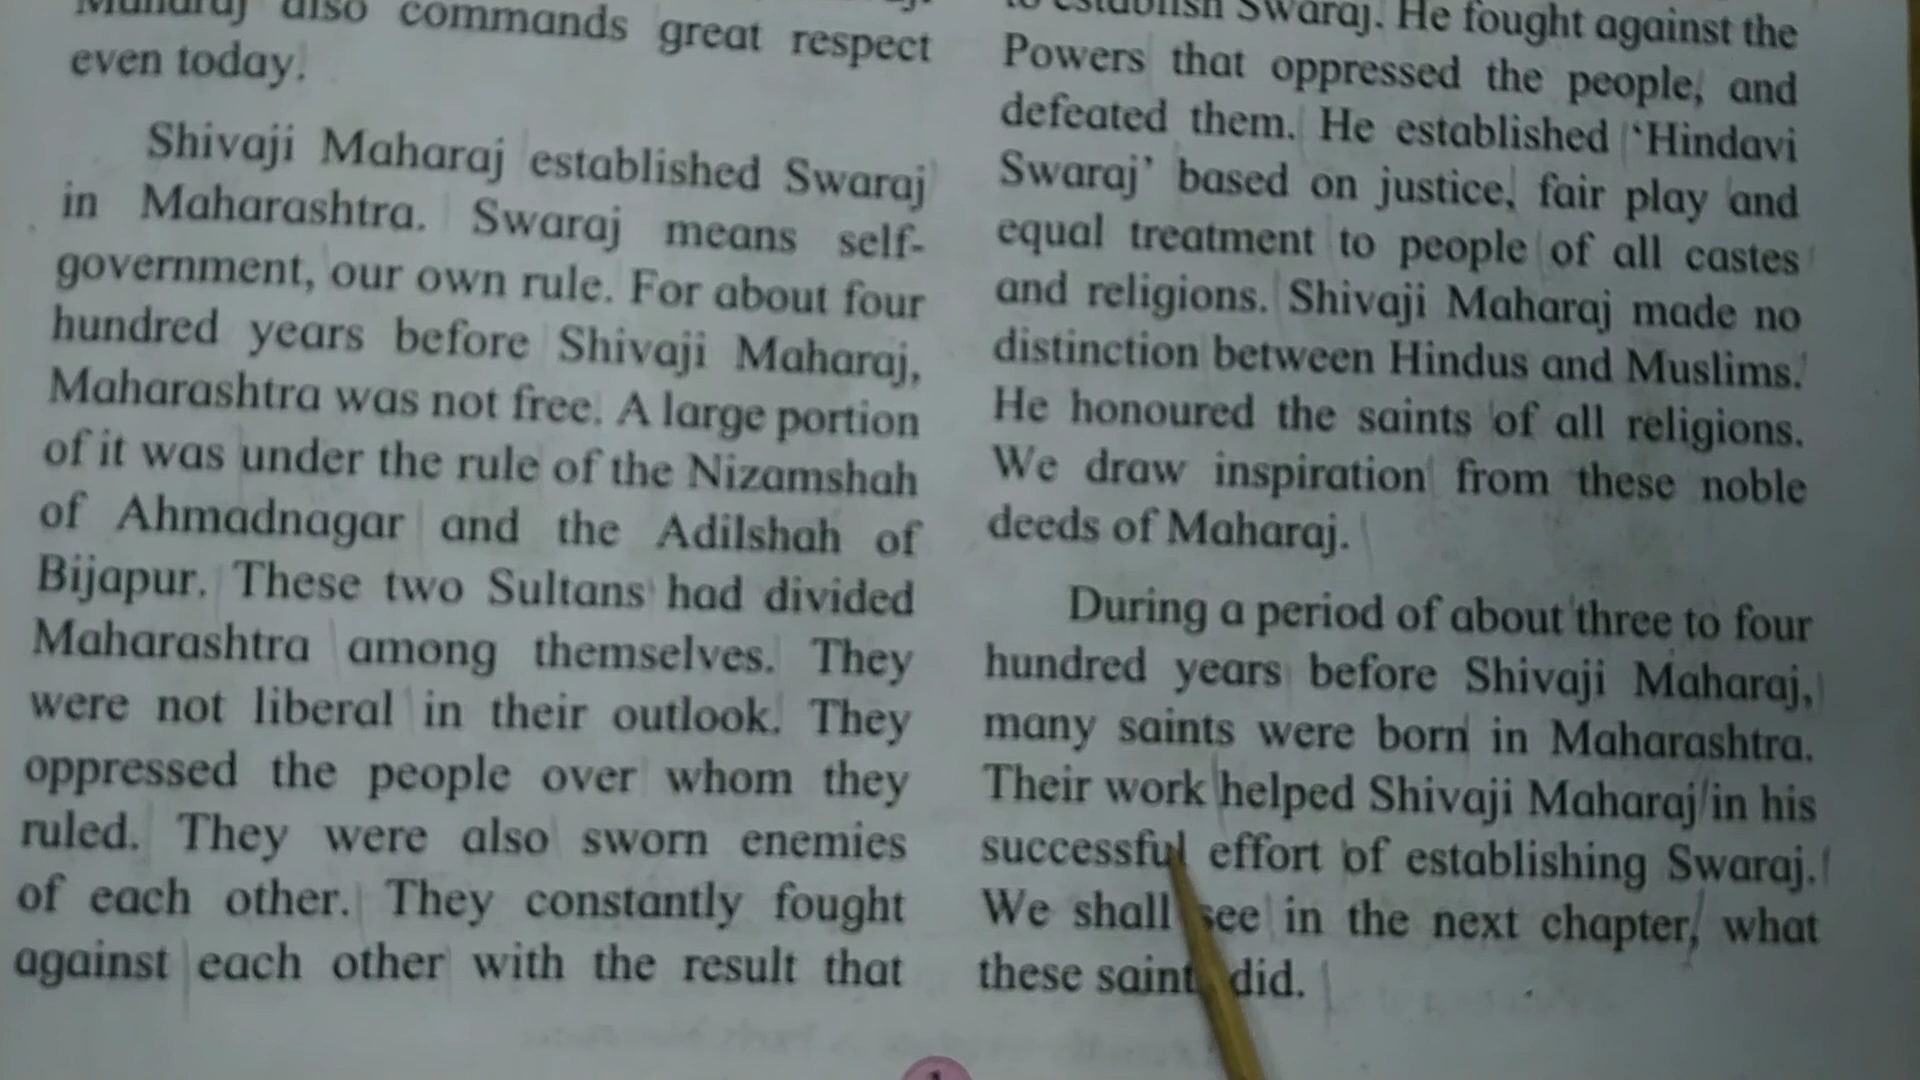 Maharaj also commands great respect
even today.
Shivaji Maharaj established Swaraj
in Maharashtra. Swaraj means self-
government, our own rule. For about four
hundred years before Shivaji Maharaj,
Maharashtra was not free. A large portion
of it was under the rule of the Nizamshah
of Ahmadnagar and the Adilshah of
Bijapur. These two Sultans had divided
Maharashtra among themselves. They
were not liberal in their outlook. They
oppressed the people over whom they
ruled. They were also sworn enemies
of each other. They constantly fought
against each other with the result that
to establish Swaraj. He fought against the
Powers that oppressed the people, and
defeated them. He established ‘Hindavi
Swaraj’ based on justice, fair play and
equal treatment to people of all castes
and religions. Shivaji Maharaj made no
distinction between Hindus and Muslims.
He honoured the saints of all religions.
We draw inspiration from these noble
deeds of Maharaj.
During a period of about three to four
hundred years before Shivaji Maharaj,
many saints were born in Maharashtra.
Their work helped Shivaji Maharaj in his
successful effort of establishing Swaraj.
We shall see in the next chapter, what
these saints did.